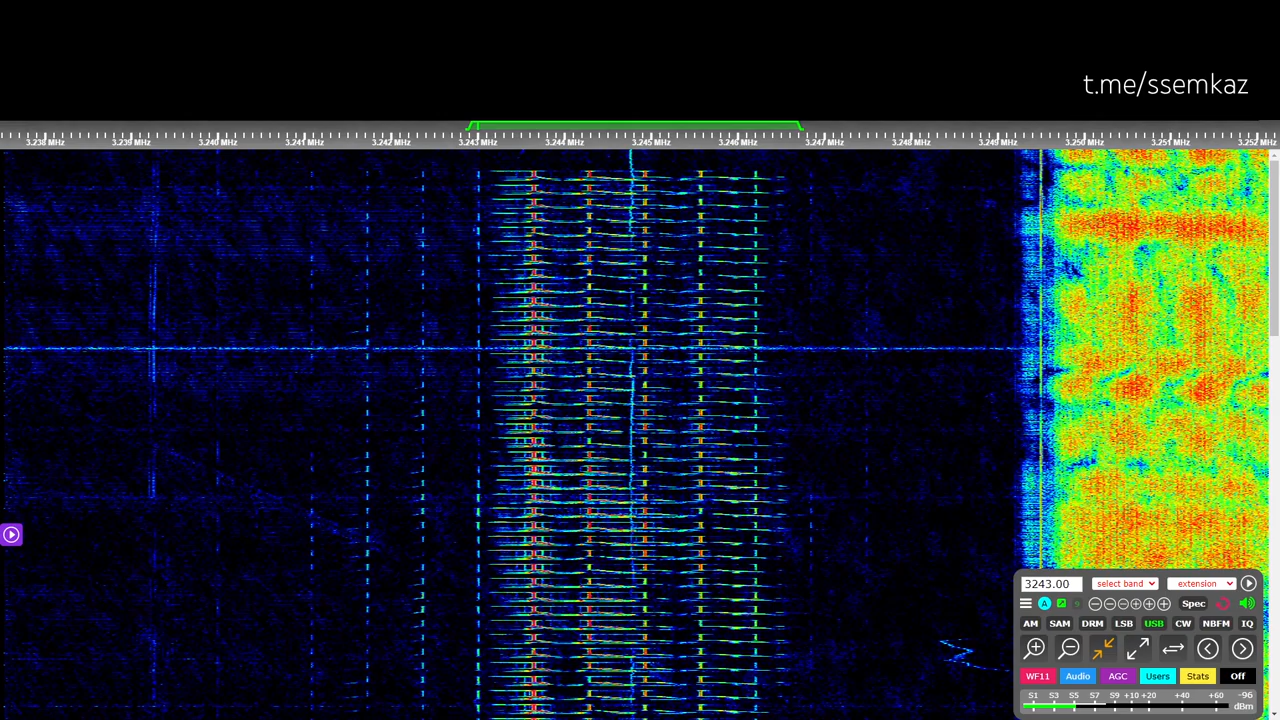 t.me/ssemkaz
3.238 MHz 3.239 MHz 3.240 MHz 3.241 MHz 3.242 MHz 3.243 MHz 3.244 MHz 3.245 MHz 3.246 MHz 3.247 MHz 3.248 MHz 3.249 MHz 3.250 MHz 3.251 MHz 3.252 MHz
3243.00 select band extension
A Spec
AM SAM DRM LSB USB CW NBFM IQ
WF11 Audio AGC Users Stats Off
S1 S3 S5 S7 S9 +10 +20 +40 +60 -96
dBm